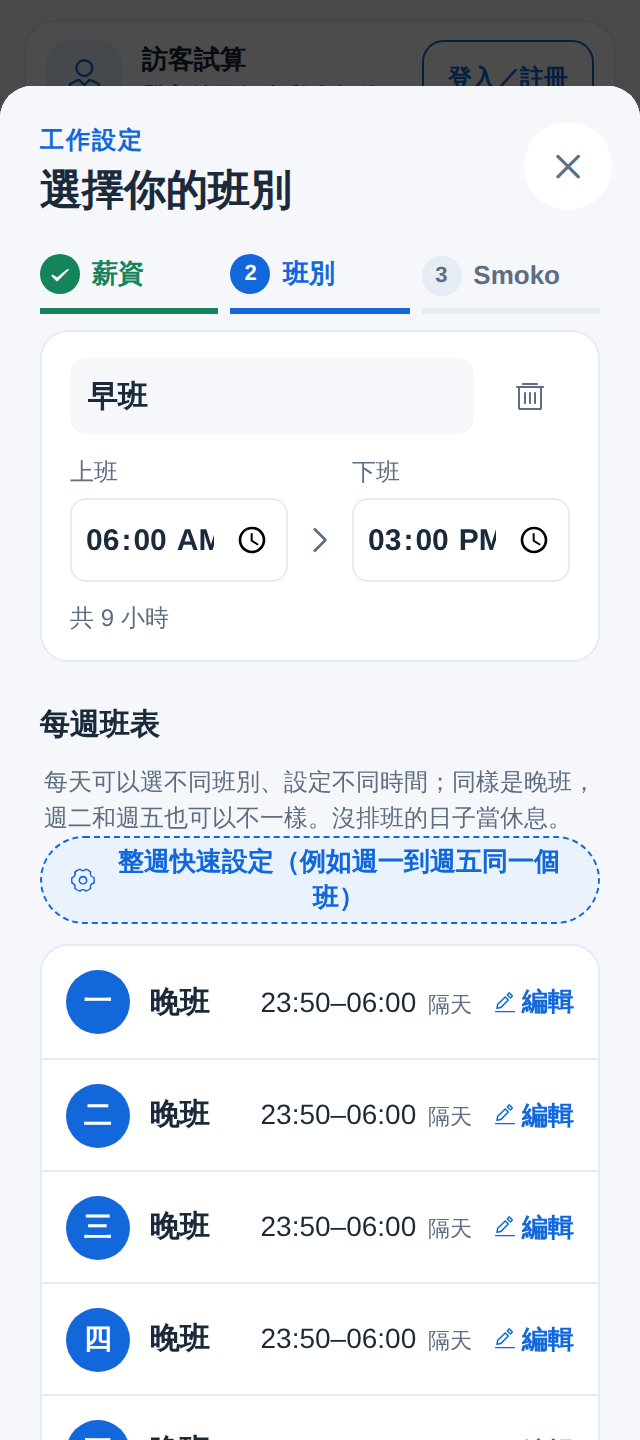 訪客試算
登入／註冊
工作設定
選擇你的班別
薪資
2 班別
3 Smoko
早班
上班 下班
06:00 AM 03:00 PM
共 9 小時
每週班表
每天可以選不同班別、設定不同時間；同樣是晚班，
週二和週五也可以不一樣。沒排班的日子當休息。
整週快速設定（例如週一到週五同一個
班）
一 晚班 23:50–06:00 隔天 編輯
二 晚班 23:50–06:00 隔天 編輯
三 晚班 23:50–06:00 隔天 編輯
四 晚班 23:50–06:00 隔天 編輯